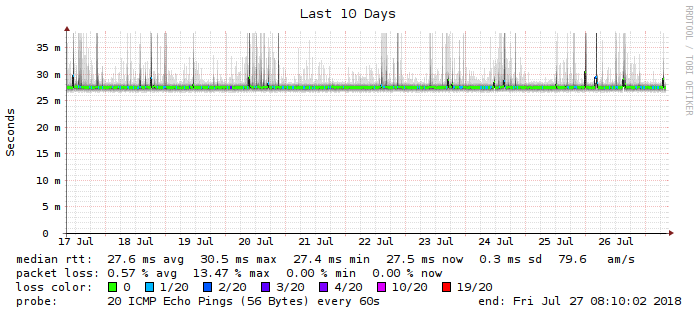 Last 10 Days
RRDTOOL / TOBI OETIKER
Seconds
35 m
30 m
25 m
20 m
15 m
10 m
5 m
0
17 Jul 18 Jul 19 Jul 20 Jul 21 Jul 22 Jul 23 Jul 24 Jul 25 Jul 26 Jul
median rtt: 27.6 ms avg 30.5 ms max 27.4 ms min 27.5 ms now 0.3 ms sd 79.6 am/s
packet loss: 0.57 % avg 13.47 % max 0.00 % min 0.00 % now
loss color: 0 1/20 2/20 3/20 4/20 10/20 19/20
probe: 20 ICMP Echo Pings (56 Bytes) every 60s end: Fri Jul 27 08:10:02 2018